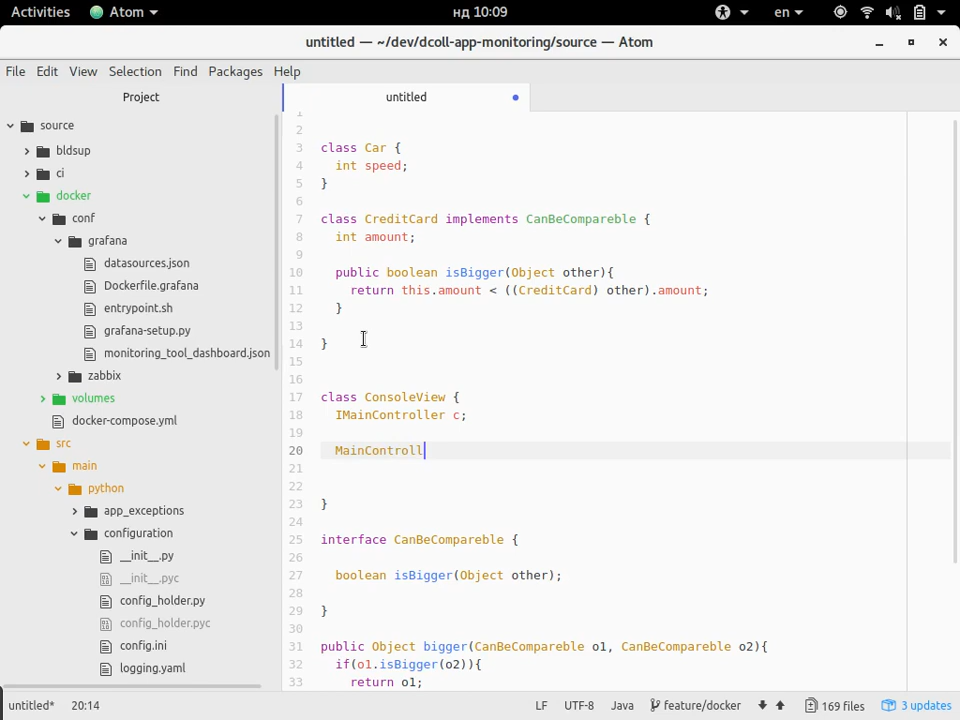 Activities Atom нд 10:09 en
untitled — ~/dev/dcoll-app-monitoring/source — Atom
File Edit View Selection Find Packages Help
Project
source
bldsup
ci
docker
conf
grafana
datasources.json
Dockerfile.grafana
entrypoint.sh
grafana-setup.py
monitoring_tool_dashboard.json
zabbix
volumes
docker-compose.yml
src
main
python
app_exceptions
configuration
__init__.py
__init__.pyc
config_holder.py
config_holder.pyc
config.ini
logging.yaml
untitled
1
2
3 class Car {
4 int speed;
5 }
6
7 class CreditCard implements CanBeCompareble {
8 int amount;
9
10 public boolean isBigger(Object other){
11 return this.amount < ((CreditCard) other).amount;
12 }
13
14 }
15
16
17 class ConsoleView {
18 IMainController c;
19
20 MainControll
21
22
23 }
24
25 interface CanBeCompareble {
26
27 boolean isBigger(Object other);
28
29 }
30
31 public Object bigger(CanBeCompareble o1, CanBeCompareble o2){
32 if(o1.isBigger(o2)){
33 return o1;
untitled* 20:14 LF UTF-8 Java feature/docker 169 files 3 updates